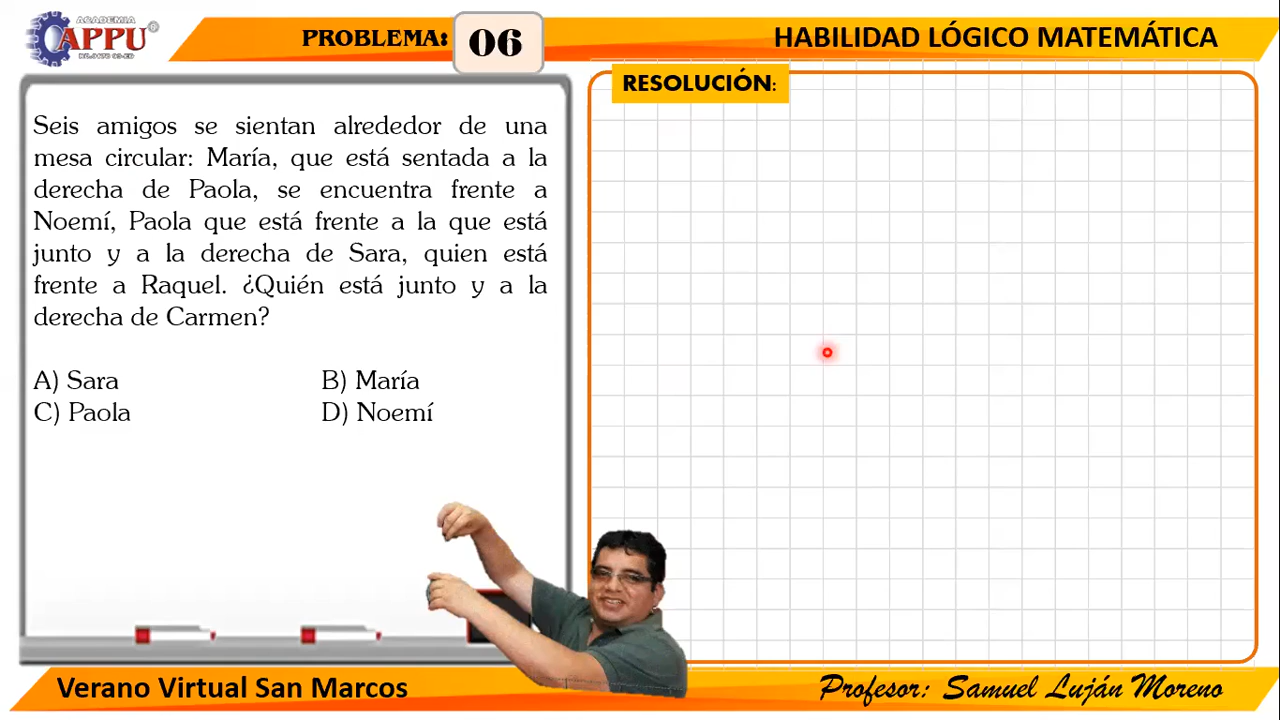 ACADEMIA
APPU
PROBLEMA:
06
HABILIDAD LÓGICO MATEMÁTICA
RESOLUCIÓN:
Seis amigos se sientan alrededor de una
mesa circular: María, que está sentada a la
derecha de Paola, se encuentra frente a
Noemí, Paola que está frente a la que está
junto y a la derecha de Sara, quien está
frente a Raquel. ¿Quién está junto y a la
derecha de Carmen?
A) Sara
B) María
C) Paola
D) Noemí
Verano Virtual San Marcos
Profesor: Samuel Luján Moreno